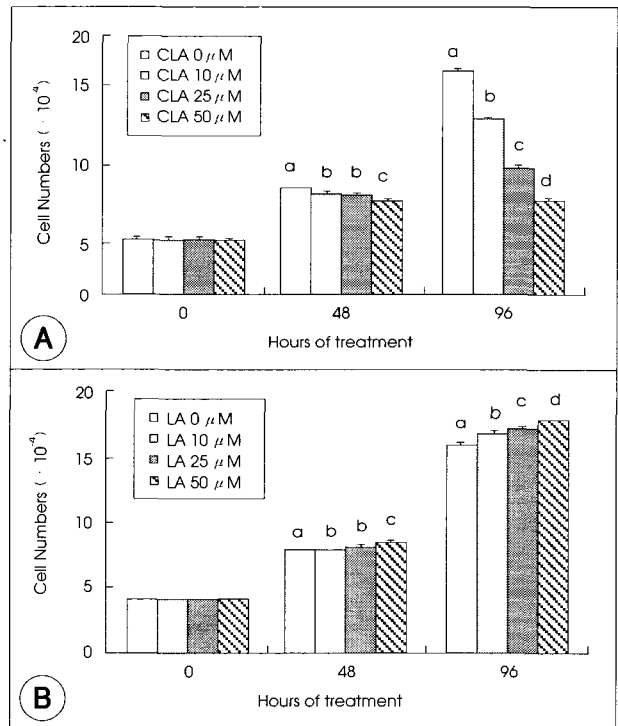 A
Cell Numbers (· 10⁻⁴)
20
15
10
5
0
CLA 0 μM
CLA 10 μM
CLA 25 μM
CLA 50 μM
a b b c
a
b
c
d
0 48 96
Hours of treatment
B
Cell Numbers (· 10⁻⁴)
20
15
10
5
0
LA 0 μM
LA 10 μM
LA 25 μM
LA 50 μM
a b b c
a b c d
0 48 96
Hours of treatment